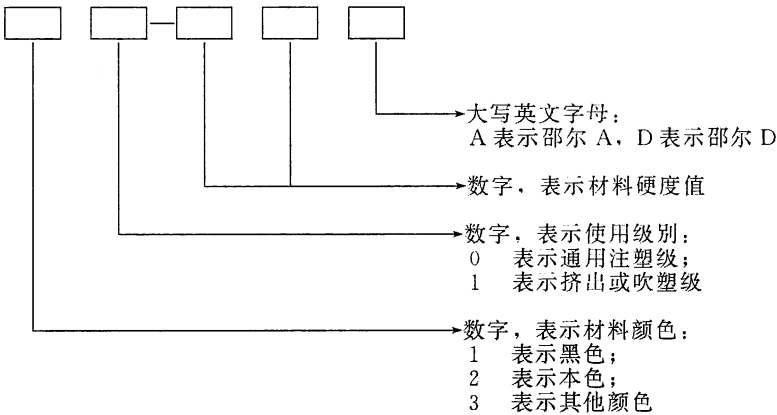 大写英文字母：
A 表示邵尔 A，D 表示邵尔 D
数字，表示材料硬度值
数字，表示使用级别：
0 表示通用注塑级；
1 表示挤出或吹塑级
数字，表示材料颜色：
1 表示黑色；
2 表示本色；
3 表示其他颜色